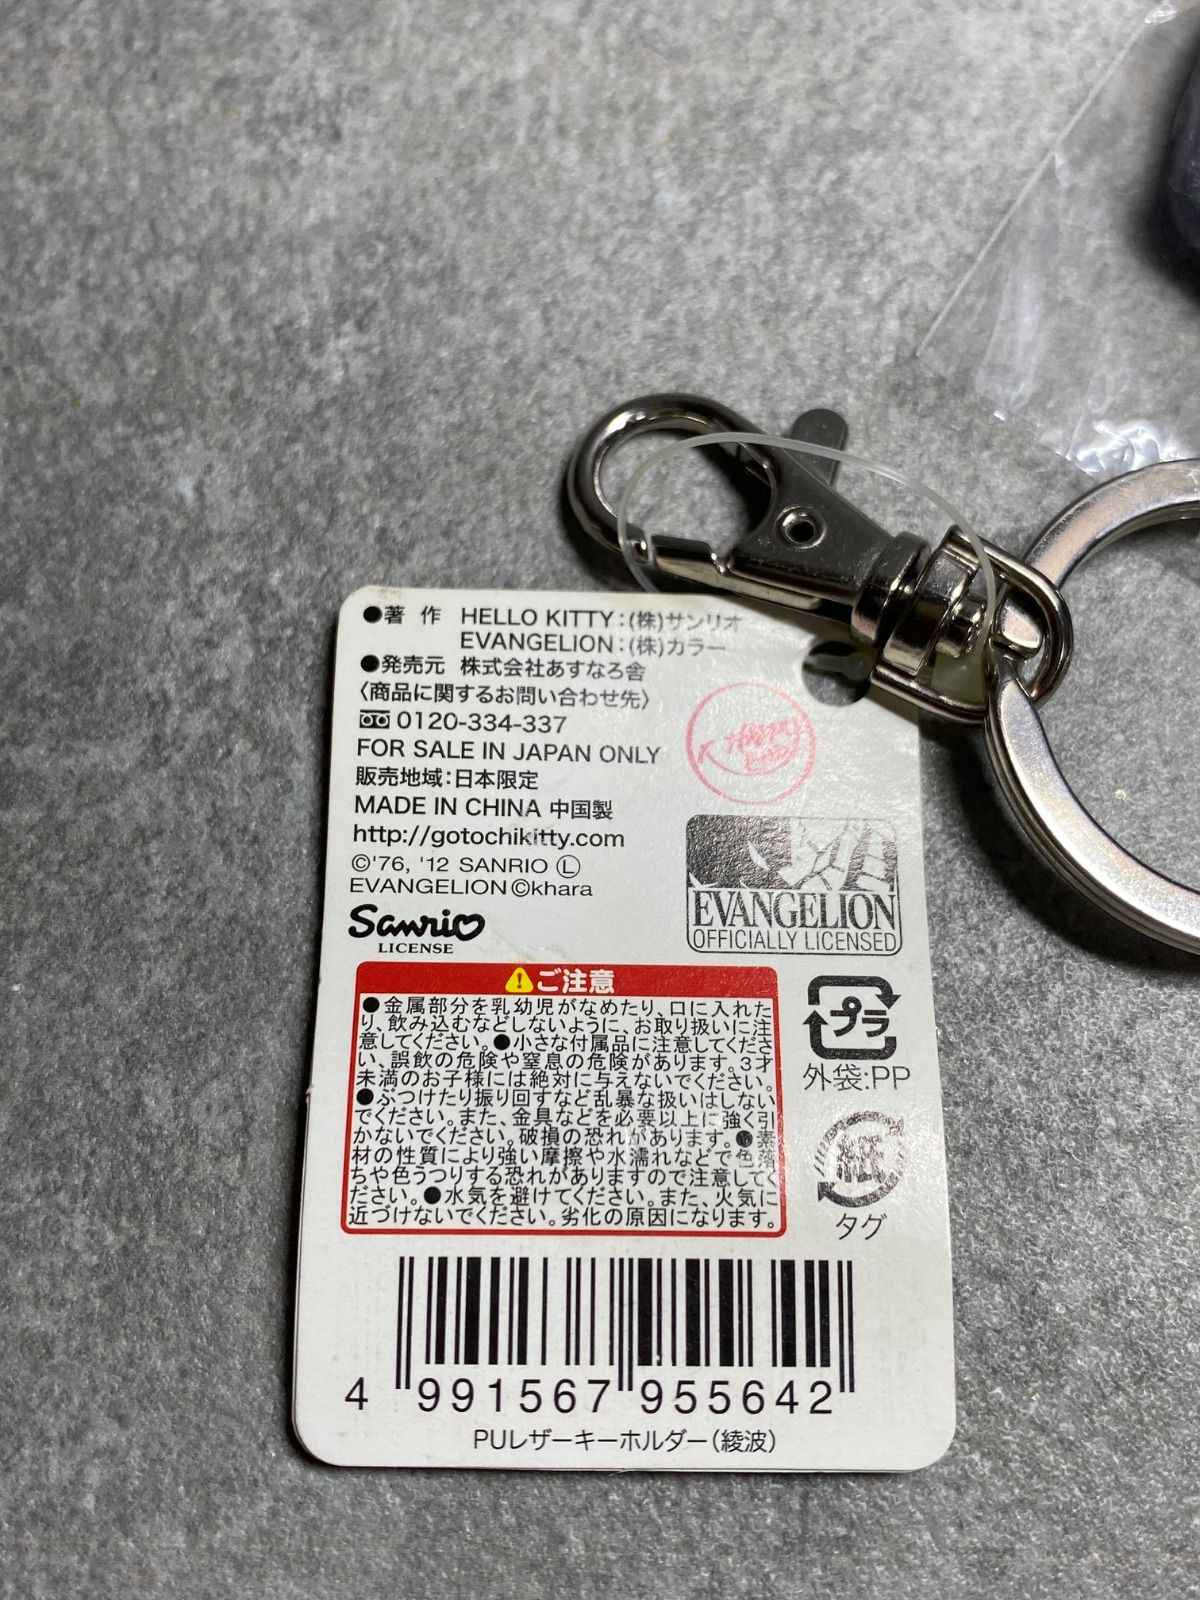 ●著 作 HELLO KITTY:(株)サンリオ
EVANGELION:(株)カラー
●発売元 株式会社あすなろ舎
〈商品に関するお問い合わせ先〉
0120-334-337
FOR SALE IN JAPAN ONLY
販売地域:日本限定
MADE IN CHINA 中国製
http://gotochikitty.com
©'76, '12 SANRIO Ⓛ
EVANGELION ©khara
Sanrio
LICENSE
EVANGELION
OFFICIALLY LICENSED
ご注意
●金属部分を乳幼児がなめたり、口に入れた
り、飲み込むなどしないように、お取り扱いに注
意してください。●小さな付属品に注意してくださ
い、誤飲の危険や窒息の危険があります。3才
未満のお子様には絶対に与えないでください。
●ぶつけたり振り回すなど乱暴な扱いはしない
でください。また、金具などを必要以上に強く引
かないでください。破損の恐れがあります。●素
材の性質により強い摩擦や水濡れなどで色落
ちや色うつりする恐れがありますので注意してく
ださい。●水気を避けてください。また、火気に
近づけないでください。劣化の原因になります。
プラ
外袋:PP
紙
タグ
4 991567 955642
PUレザーキーホルダー(綾波)